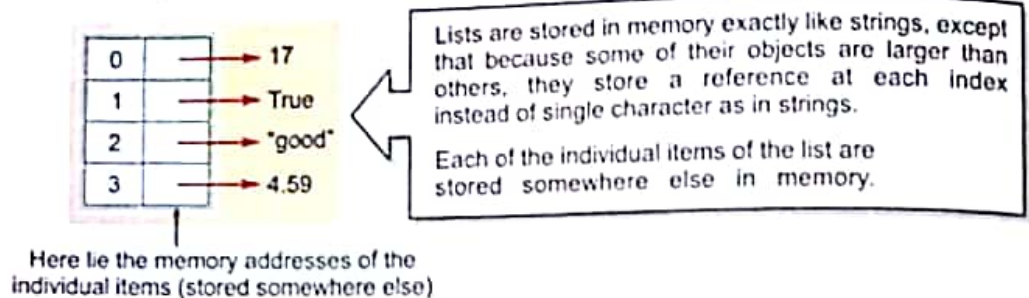 0 17
1 True
2 "good"
3 4.59
Here lie the memory addresses of the
individual items (stored somewhere else)
Lists are stored in memory exactly like strings, except
that because some of their objects are larger than
others, they store a reference at each index
instead of single character as in strings.
Each of the individual items of the list are
stored somewhere else in memory.